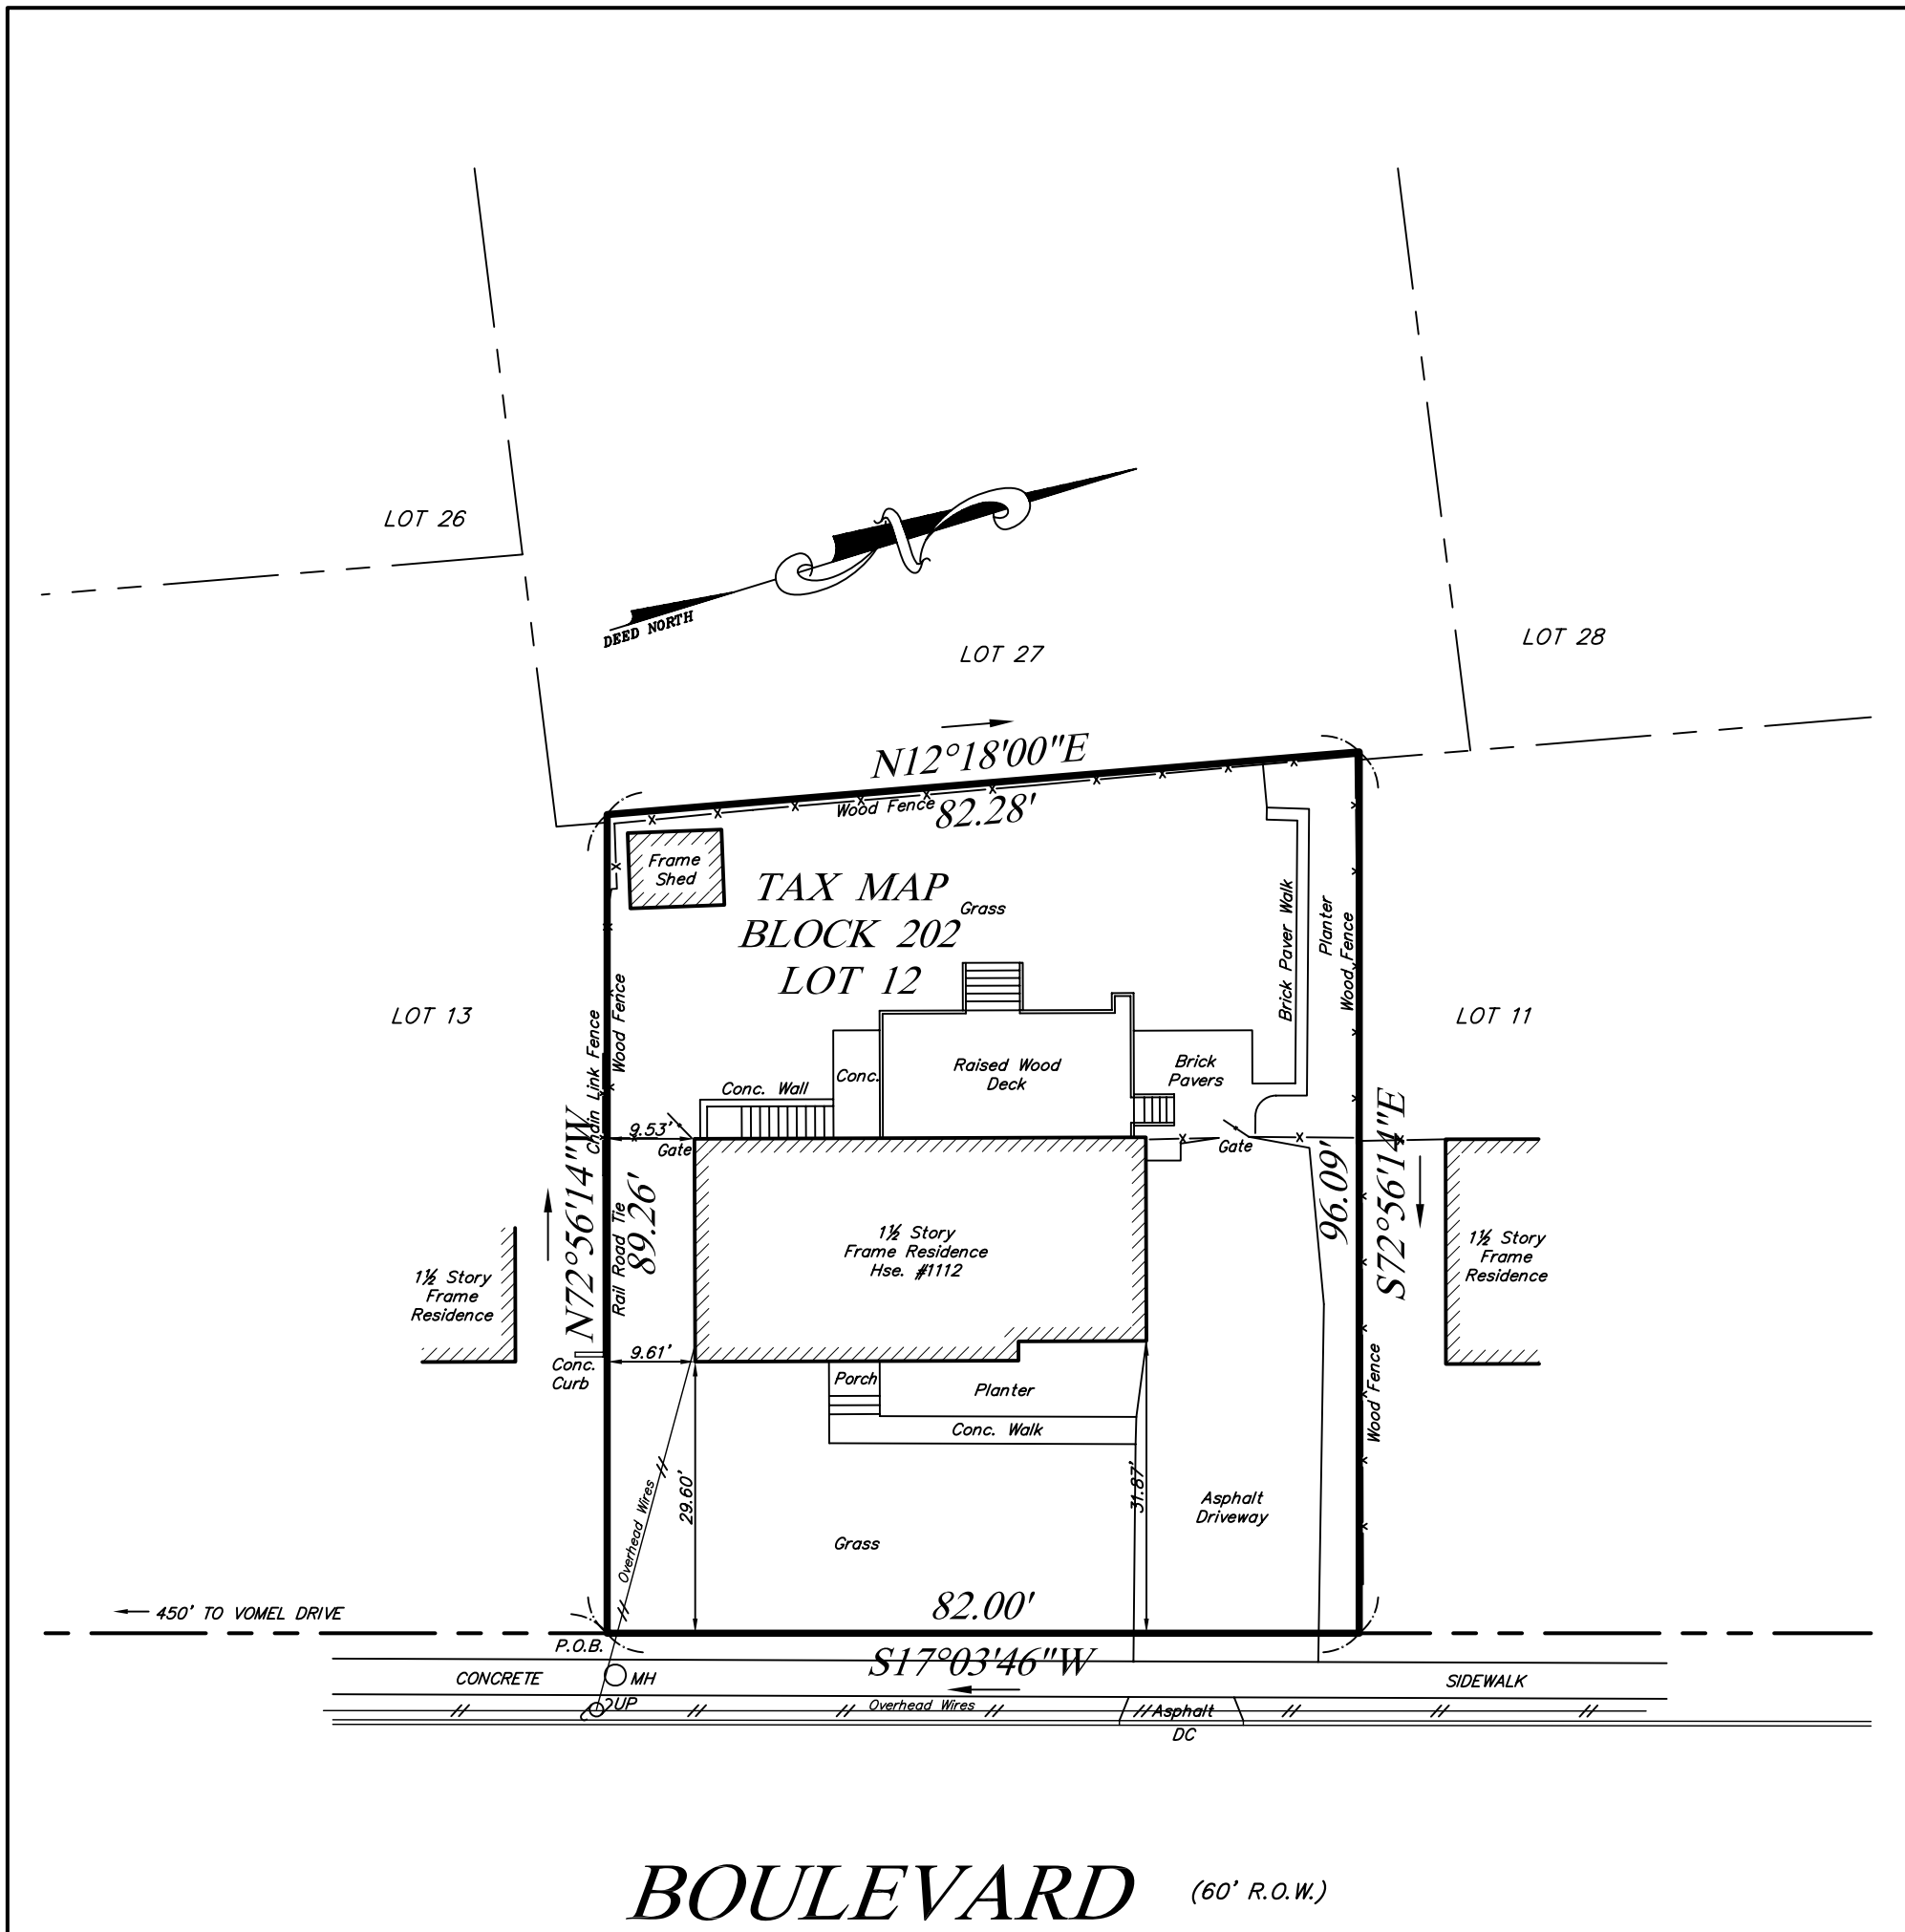 LOT 26
DEED NORTH
LOT 27
LOT 28
N12°18'00"E
Wood Fence
82.28'
Frame
Shed
TAX MAP
BLOCK 202
LOT 12
Grass
Brick Paver Walk
Planter
Wood Fence
LOT 13
Chain Link Fence
Wood Fence
LOT 11
Conc. Wall
Conc.
Raised Wood
Deck
Brick
Pavers
9.53'
Gate
Gate
N72°56'14"W
89.26'
Rail Road Tie
96.09'
S72°56'14"E
1½ Story
Frame Residence
Hse. #1112
1½ Story
Frame
Residence
1½ Story
Frame
Residence
9.61'
Conc.
Curb
Porch
Planter
Conc. Walk
Wood Fence
Overhead Wires
29.60'
31.87'
Asphalt
Driveway
Grass
450' TO VOMEL DRIVE
82.00'
P.O.B.
S17°03'46"W
CONCRETE
MH
SIDEWALK
UP
Overhead Wires
Asphalt
DC
BOULEVARD
(60' R.O.W.)